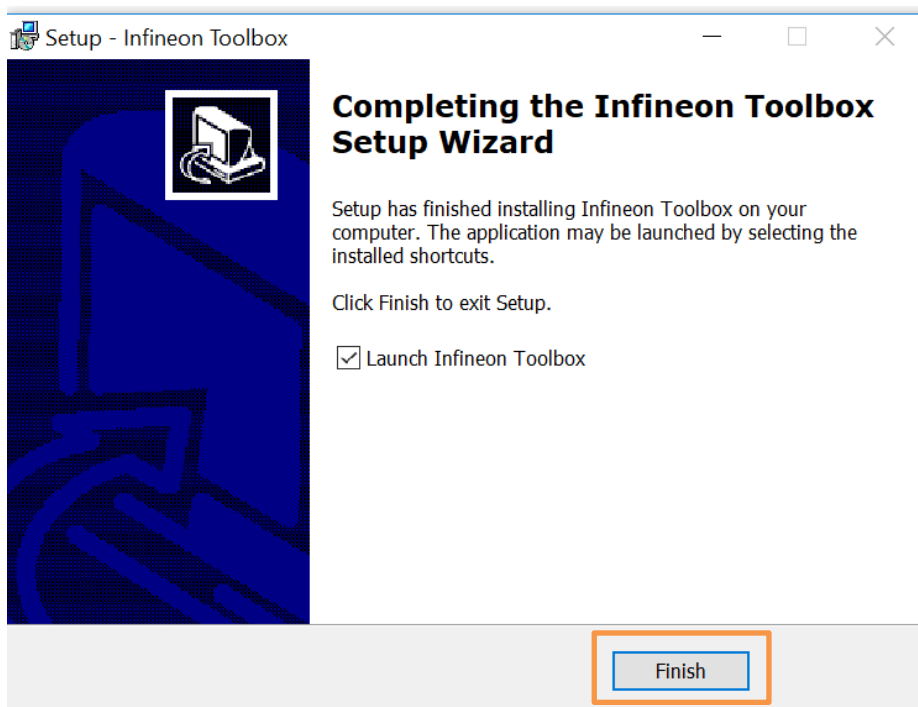 Setup - Infineon Toolbox
Completing the Infineon Toolbox
Setup Wizard
Setup has finished installing Infineon Toolbox on your
computer. The application may be launched by selecting the
installed shortcuts.
Click Finish to exit Setup.
Launch Infineon Toolbox
Finish